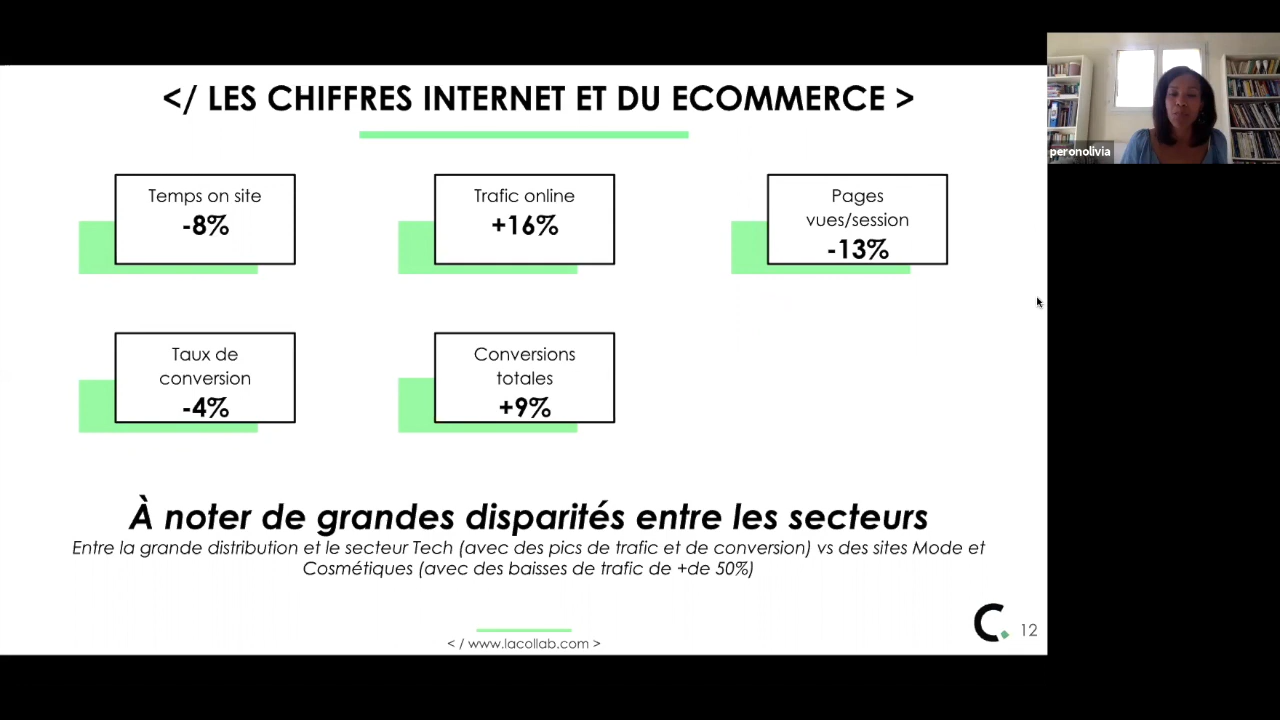 </ LES CHIFFRES INTERNET ET DU ECOMMERCE >
peronolivia
Temps on site
-8%
Trafic online
+16%
Pages
vues/session
-13%
Taux de
conversion
-4%
Conversions
totales
+9%
À noter de grandes disparités entre les secteurs
Entre la grande distribution et le secteur Tech (avec des pics de trafic et de conversion) vs des sites Mode et
Cosmétiques (avec des baisses de trafic de +de 50%)
C.
12
< / www.lacollab.com >